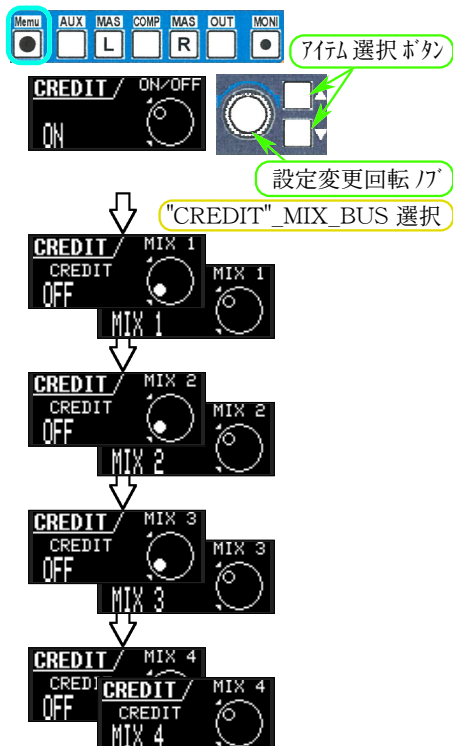 Memu AUX MAS COMP MAS OUT MONI
L R
アイテム 選択 ボタン
CREDIT ON/OFF
ON
設定変更回転ノブ
"CREDIT"_MIX_BUS 選択
CREDIT MIX 1
CREDIT
OFF
MIX 1
MIX 1
CREDIT MIX 2
CREDIT
OFF
MIX 2
MIX 2
CREDIT MIX 3
CREDIT
OFF
MIX 3
MIX 3
CREDIT MIX 4
OFF
CREDIT MIX 4
CREDIT
MIX 4